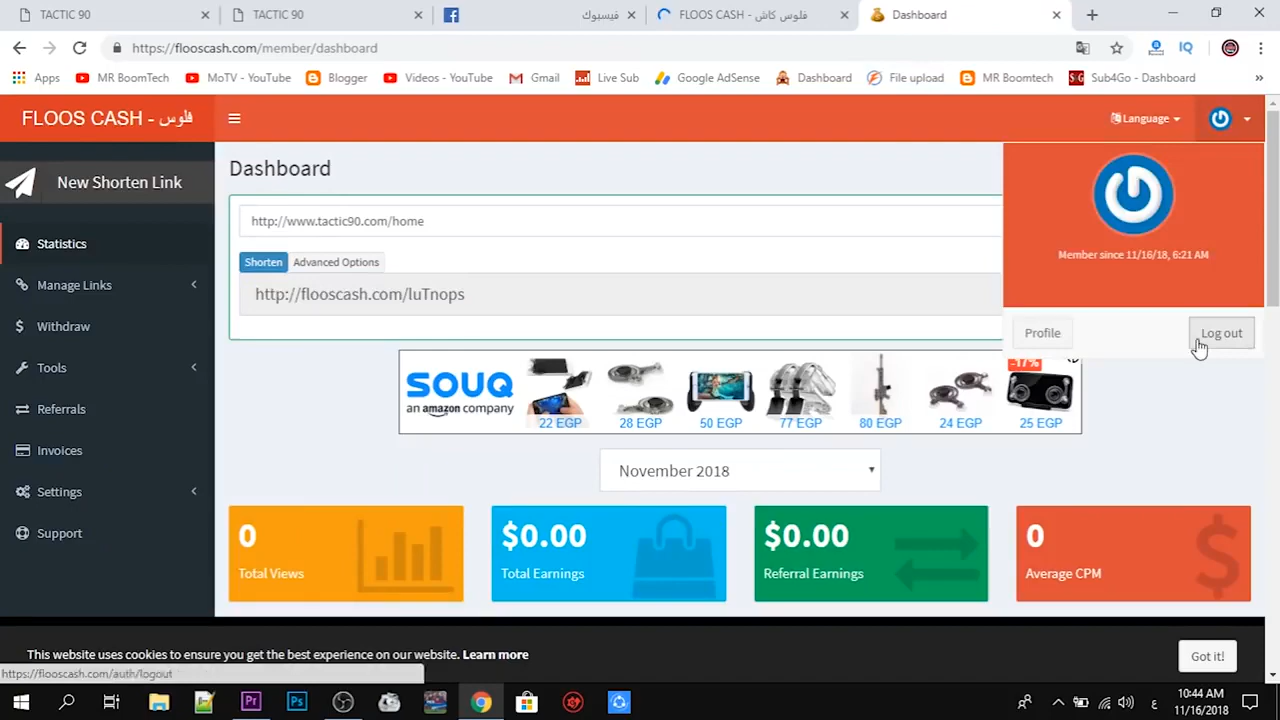 TACTIC 90
TACTIC 90
فيسبوك
FLOOS CASH - فلوس كاش
Dashboard
https://flooscash.com/member/dashboard
Apps
MR BoomTech
MoTV - YouTube
Blogger
Videos - YouTube
Gmail
Live Sub
Google AdSense
Dashboard
File upload
MR Boomtech
Sub4Go - Dashboard
»
FLOOS CASH - فلوس
Language
New Shorten Link
Statistics
Manage Links
Withdraw
Tools
Referrals
Invoices
Settings
Support
Dashboard
http://www.tactic90.com/home
Shorten
Advanced Options
http://flooscash.com/luTnops
Member since 11/16/18, 6:21 AM
Profile
Log out
SOUQ
an amazon company
22 EGP
28 EGP
50 EGP
77 EGP
80 EGP
24 EGP
-17%
25 EGP
November 2018
0
Total Views
$0.00
Total Earnings
$0.00
Referral Earnings
0
Average CPM
This website uses cookies to ensure you get the best experience on our website. Learn more
Got it!
https://flooscash.com/auth/logout
Pr
Ps
ع
10:44 AM
11/16/2018